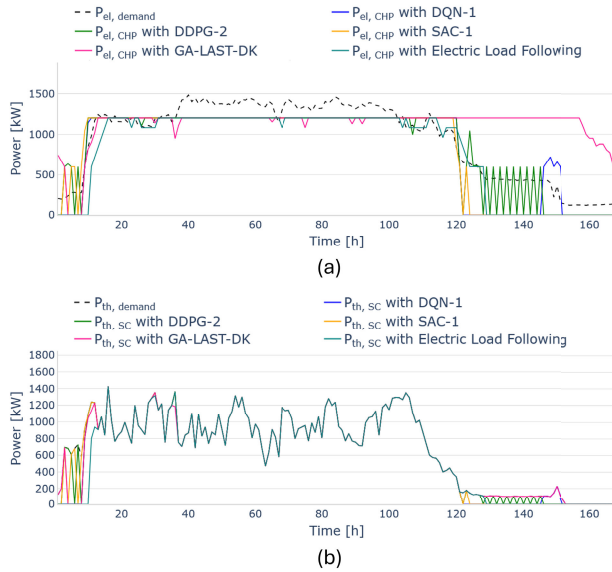 P_el, demand
P_el, CHP with DQN-1
P_el, CHP with DDPG-2
P_el, CHP with SAC-1
P_el, CHP with GA-LAST-DK
P_el, CHP with Electric Load Following
Power [kW]
1500
1000
500
0
20 40 60 80 100 120 140 160
Time [h]
(a)
P_th, demand
P_th, SC with DQN-1
P_th, SC with DDPG-2
P_th, SC with SAC-1
P_th, SC with GA-LAST-DK
P_th, SC with Electric Load Following
Power [kW]
1800
1600
1400
1200
1000
800
600
400
200
0
20 40 60 80 100 120 140 160
Time [h]
(b)